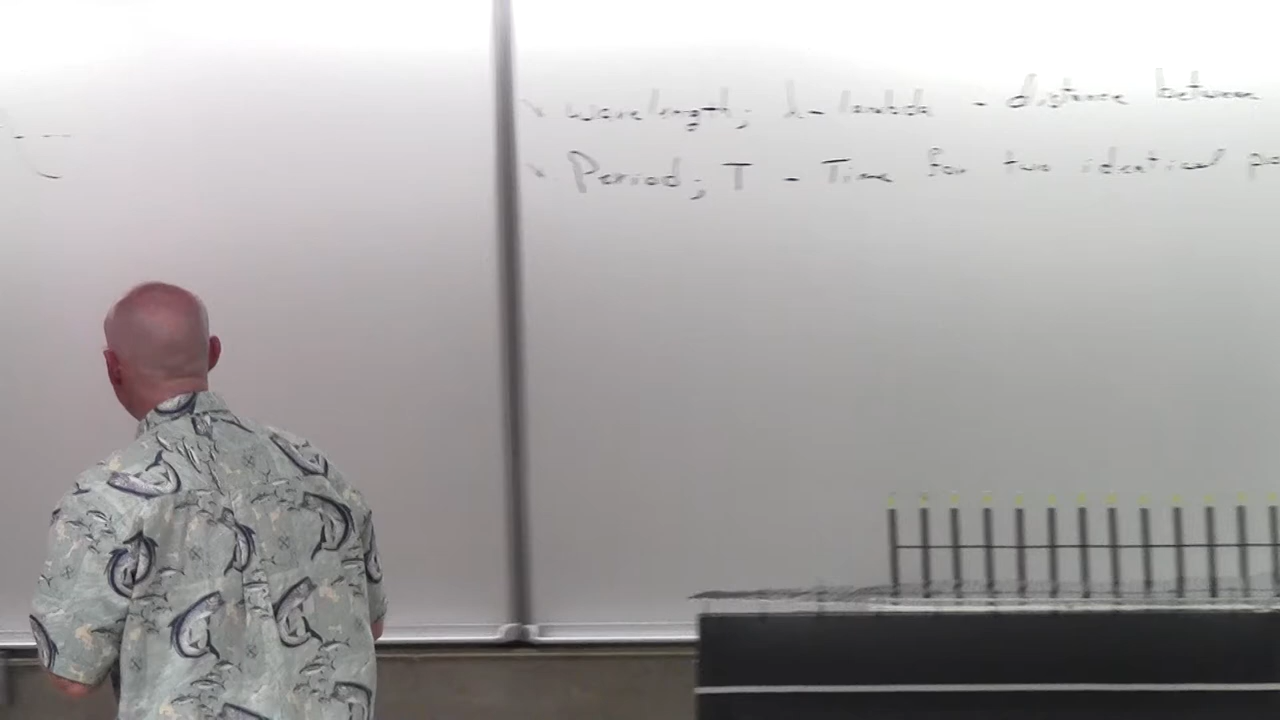 wavelength; λ - lambda - distance between
Period; T - Time for two identical